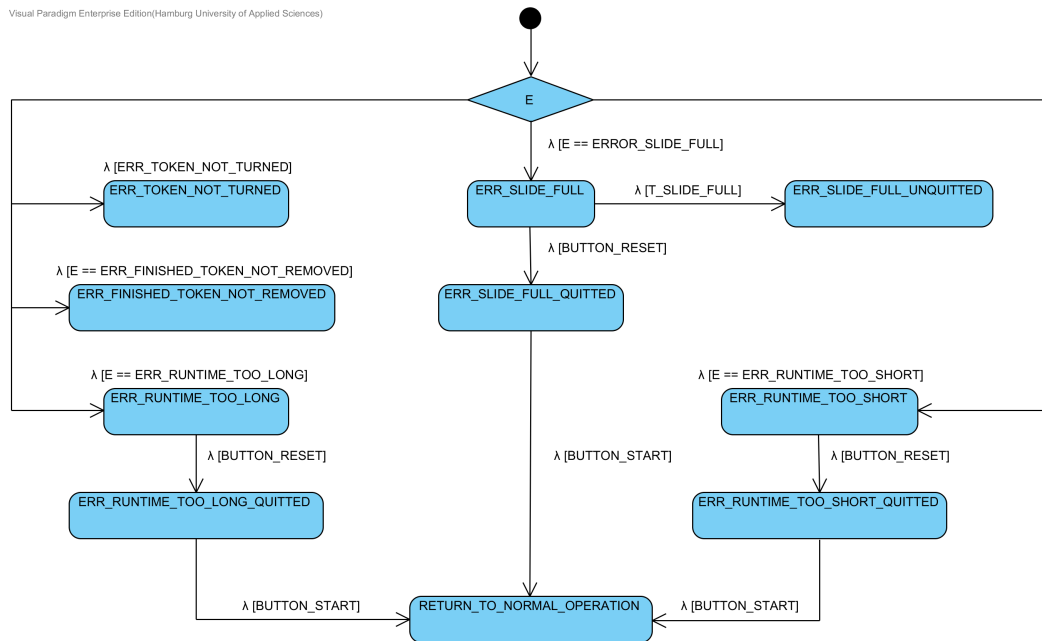 Visual Paradigm Enterprise Edition(Hamburg University of Applied Sciences)
E
λ [E == ERROR_SLIDE_FULL]
λ [ERR_TOKEN_NOT_TURNED]
ERR_TOKEN_NOT_TURNED
ERR_SLIDE_FULL
λ [T_SLIDE_FULL]
ERR_SLIDE_FULL_UNQUITTED
λ [BUTTON_RESET]
λ [E == ERR_FINISHED_TOKEN_NOT_REMOVED]
ERR_FINISHED_TOKEN_NOT_REMOVED
ERR_SLIDE_FULL_QUITTED
λ [E == ERR_RUNTIME_TOO_LONG]
λ [E == ERR_RUNTIME_TOO_SHORT]
ERR_RUNTIME_TOO_LONG
ERR_RUNTIME_TOO_SHORT
λ [BUTTON_RESET]
λ [BUTTON_START]
λ [BUTTON_RESET]
ERR_RUNTIME_TOO_LONG_QUITTED
ERR_RUNTIME_TOO_SHORT_QUITTED
λ [BUTTON_START]
RETURN_TO_NORMAL_OPERATION
λ [BUTTON_START]